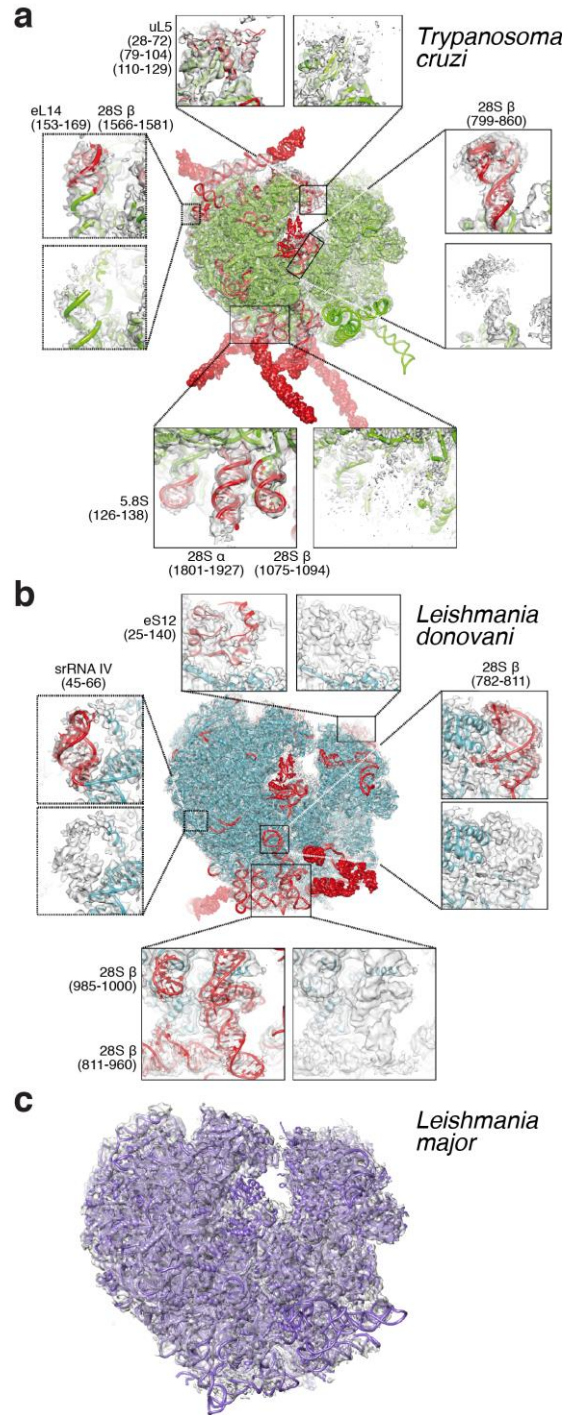 a
uL5
(28-72)
(79-104)
(110-129)
Trypanosoma
cruzi
eL14 28S β
(153-169) (1566-1581)
28S β
(799-860)
5.8S
(126-138)
28S α 28S β
(1801-1927) (1075-1094)
b
eS12
(25-140)
Leishmania
donovani
srRNA IV
(45-66)
28S β
(782-811)
28S β
(985-1000)
28S β
(811-960)
c
Leishmania
major